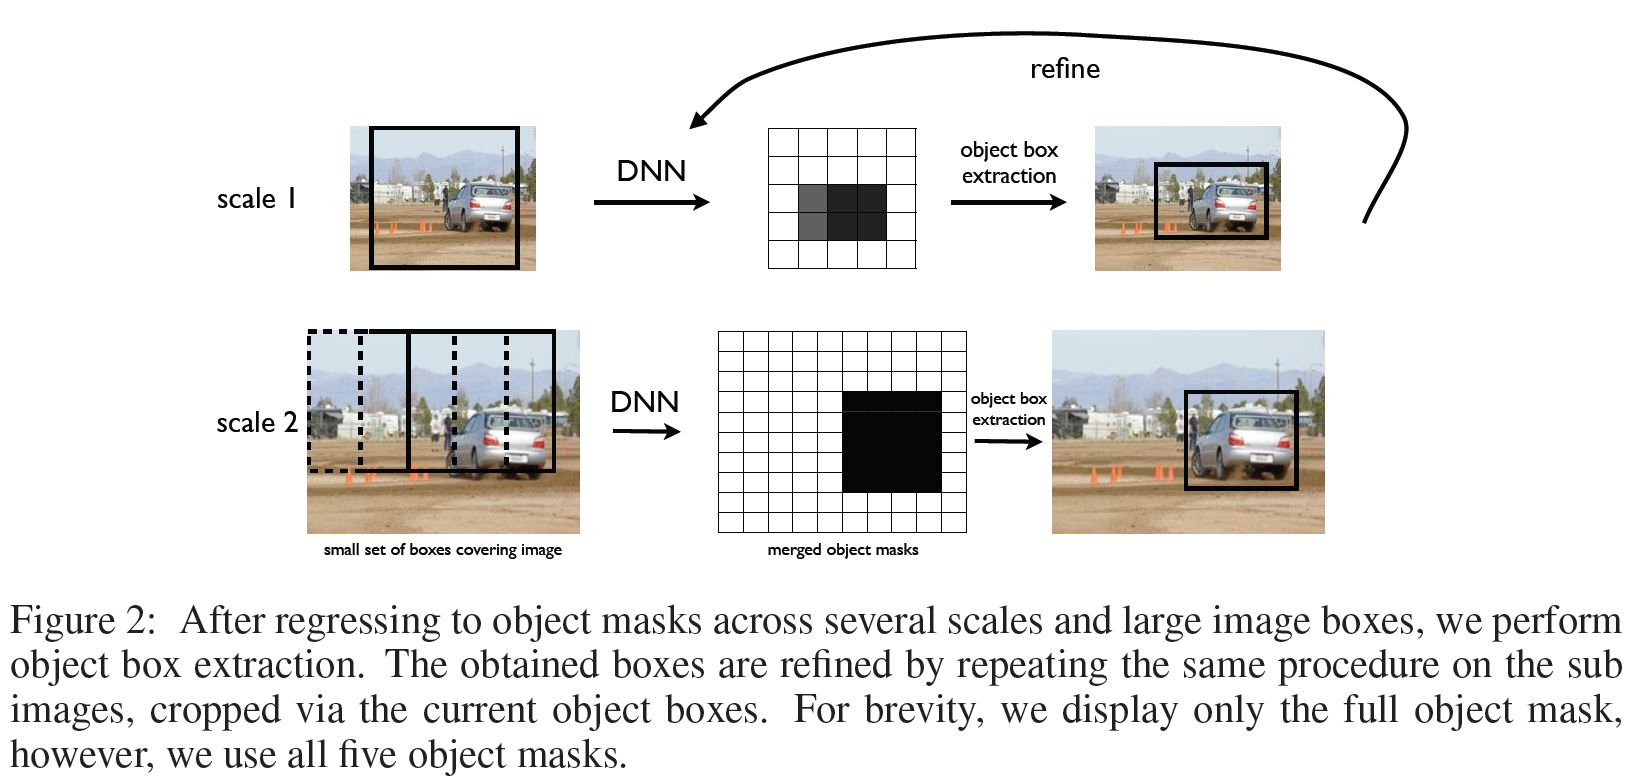 refine
scale 1
DNN
object box
extraction
scale 2
DNN
object box
extraction
small set of boxes covering image
merged object masks
Figure 2: After regressing to object masks across several scales and large image boxes, we perform
object box extraction. The obtained boxes are refined by repeating the same procedure on the sub
images, cropped via the current object boxes. For brevity, we display only the full object mask,
however, we use all five object masks.